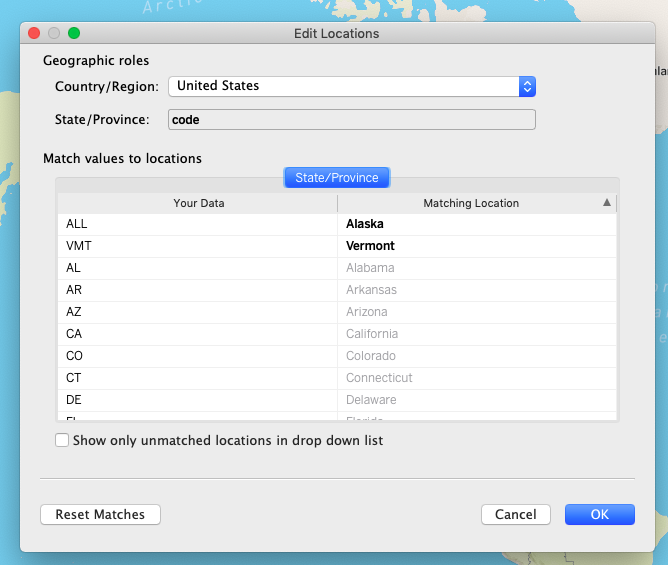 Arctic
Edit Locations
Geographic roles
Country/Region: United States
State/Province: code
Match values to locations
State/Province
Your Data Matching Location
ALL Alaska
VMT Vermont
AL Alabama
AR Arkansas
AZ Arizona
CA California
CO Colorado
CT Connecticut
DE Delaware
Show only unmatched locations in drop down list
Reset Matches Cancel OK